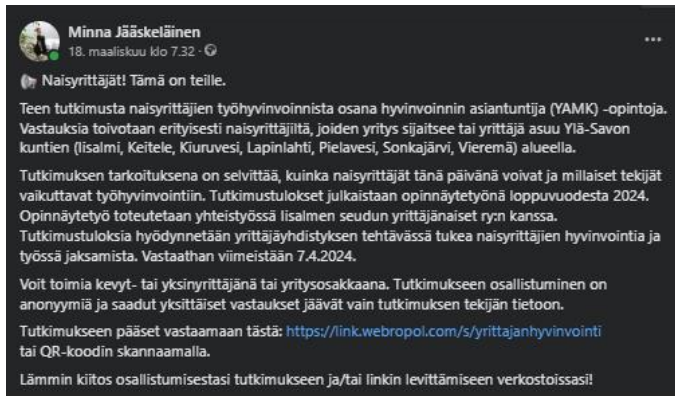 Minna Jääskeläinen
18. maaliskuu klo 7.32 ·
Naisyrittäjät! Tämä on teille.
Teen tutkimusta naisyrittäjien työhyvinvoinnista osana hyvinvoinnin asiantuntija (YAMK) -opintoja.
Vastauksia toivotaan erityisesti naisyrittäjiltä, joiden yritys sijaitsee tai yrittäjä asuu Ylä-Savon
kuntien (Iisalmi, Keitele, Kiuruvesi, Lapinlahti, Pielavesi, Sonkajärvi, Vieremä) alueella.
Tutkimuksen tarkoituksena on selvittää, kuinka naisyrittäjät tänä päivänä voivat ja millaiset tekijät
vaikuttavat työhyvinvointiin. Tutkimustulokset julkaistaan opinnäytetyönä loppuvuodesta 2024.
Opinnäytetyö toteutetaan yhteistyössä Iisalmen seudun yrittäjänaiset ry:n kanssa.
Tutkimustuloksia hyödynnetään yrittäjäyhdistyksen tehtävässä tukea naisyrittäjien hyvinvointia ja
työssä jaksamista. Vastaathan viimeistään 7.4.2024.
Voit toimia kevyt- tai yksinyrittäjänä tai yritysosakkaana. Tutkimukseen osallistuminen on
anonyymiä ja saadut yksittäiset vastaukset jäävät vain tutkimuksen tekijän tietoon.
Tutkimukseen pääset vastaamaan tästä: https://link.webropol.com/s/yrittajanhyvinvointi
tai QR-koodin skannaamalla.
Lämmin kiitos osallistumisestasi tutkimukseen ja/tai linkin levittämiseen verkostoissasi!